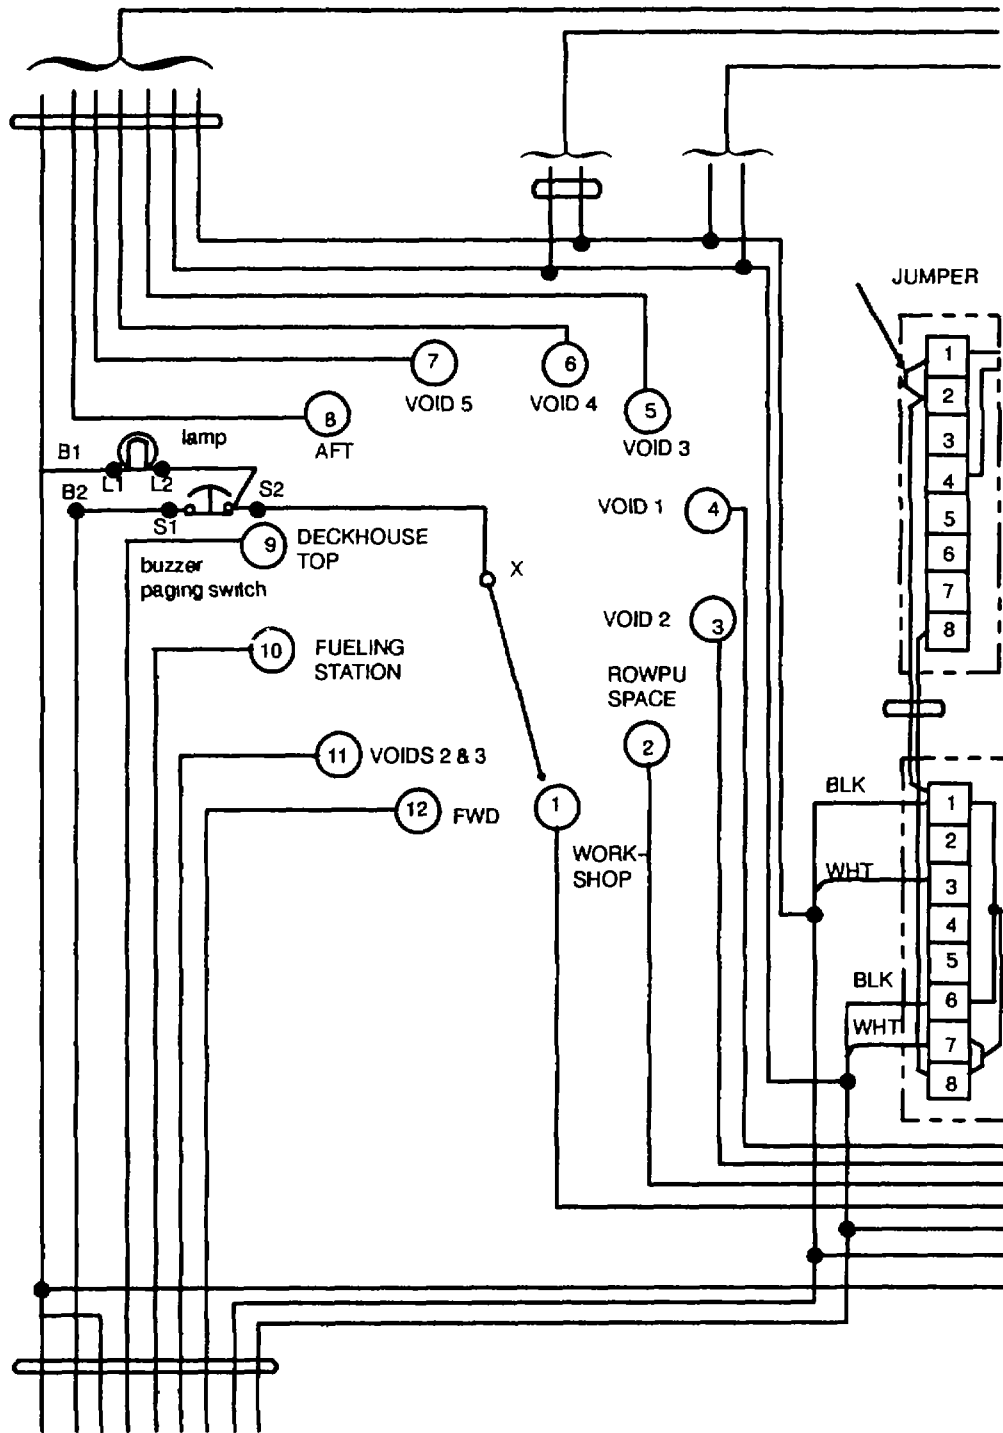 JUMPER
1
2
3
4
5
6
7
8
7
VOID 5
6
VOID 4
5
VOID 3
8
AFT
lamp
B1
L1
L2
B2
S1
S2
9
DECKHOUSE
TOP
buzzer
paging switch
X
VOID 1
4
VOID 2
3
10
FUELING
STATION
ROWPU
SPACE
2
11
VOIDS 2 & 3
12
FWD
1
WORK-
SHOP
BLK
WHT
BLK
WHT
1
2
3
4
5
6
7
8